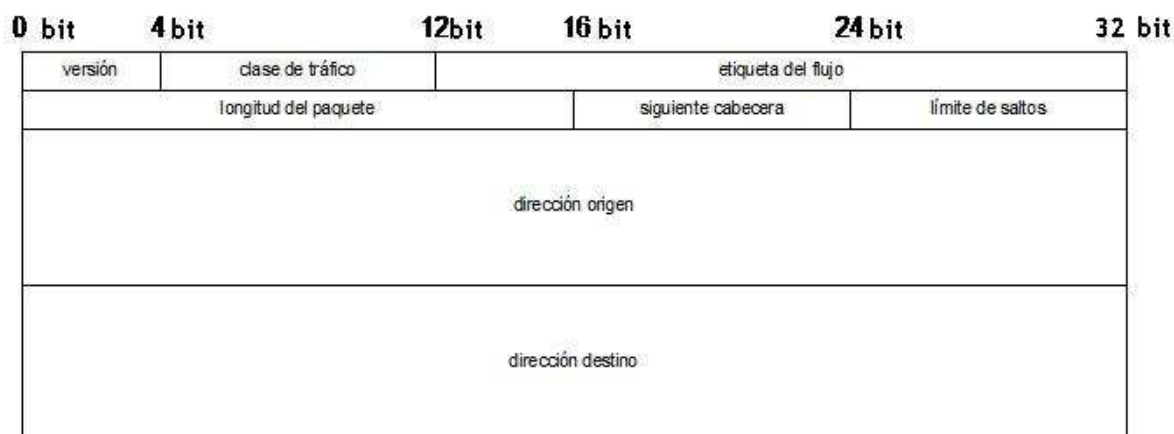 0 bit 4 bit 12bit 16 bit 24 bit 32 bit
versión clase de tráfico etiqueta del flujo
longitud del paquete siguiente cabecera límite de saltos
dirección origen
dirección destino